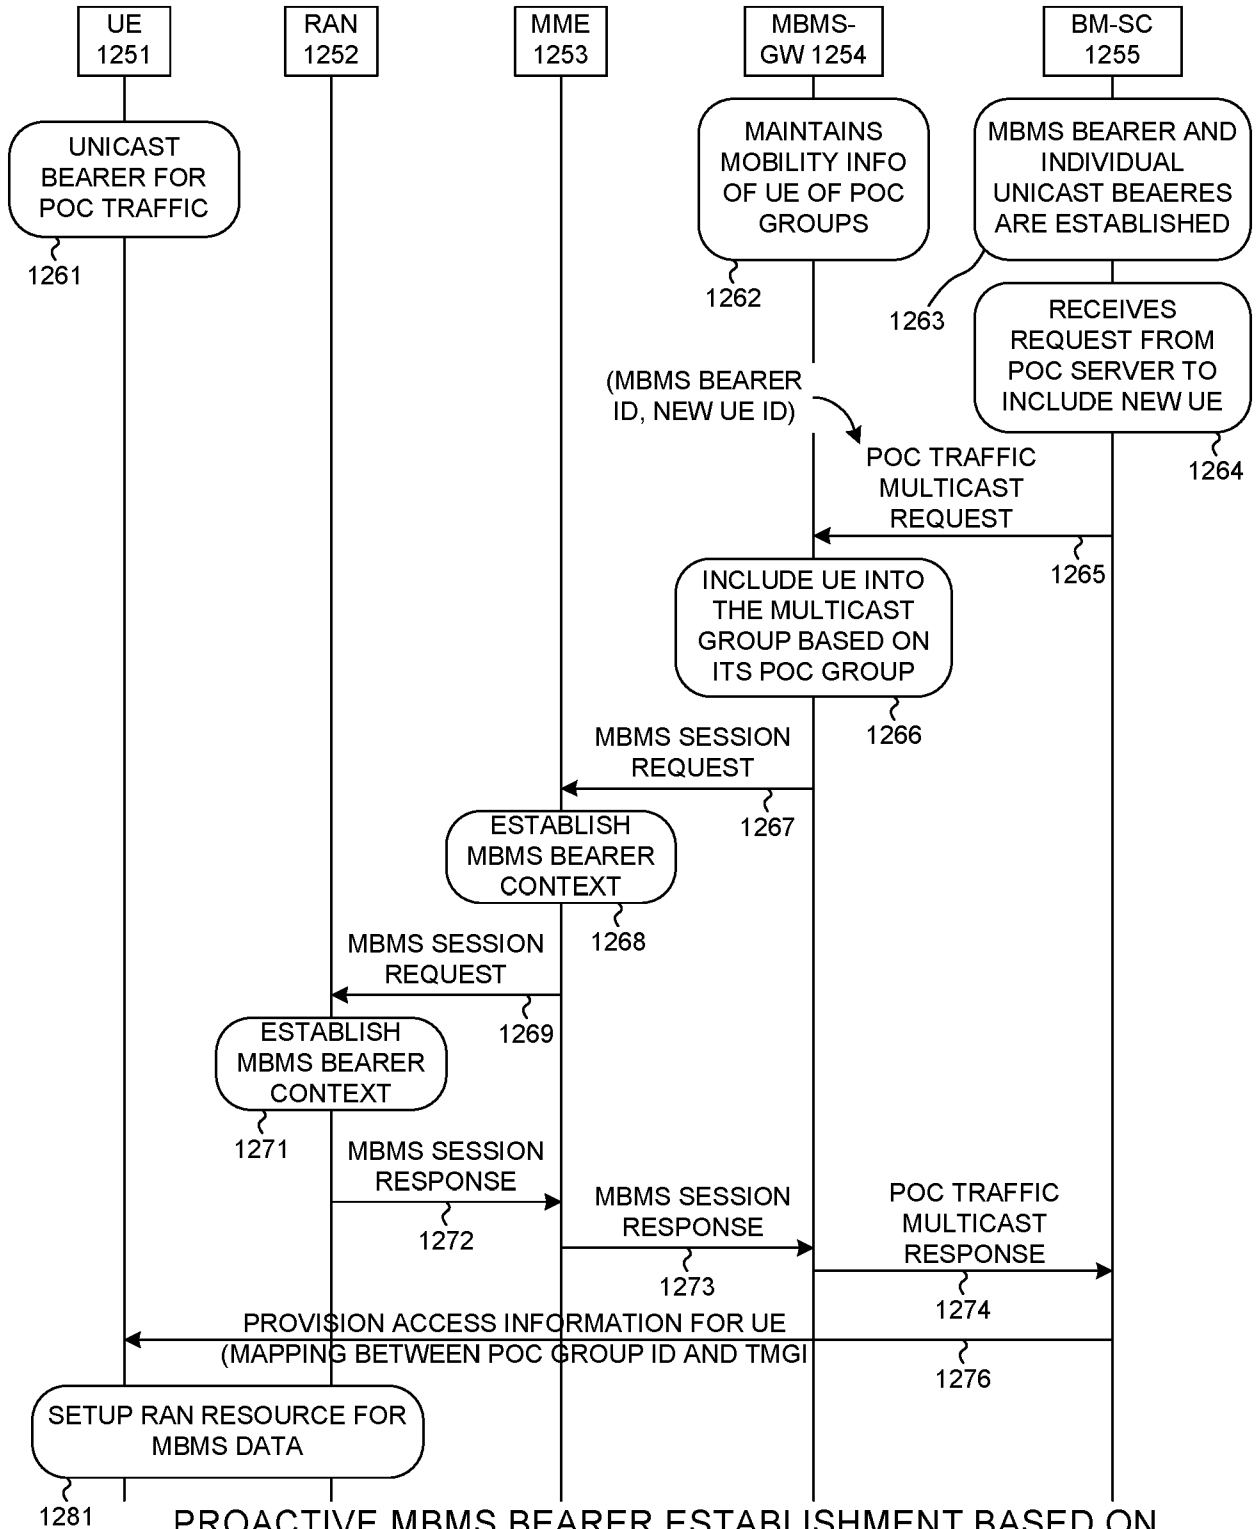 UE
1251
RAN
1252
MME
1253
MBMS-
GW 1254
BM-SC
1255
UNICAST
BEARER FOR
POC TRAFFIC
1261
MAINTAINS
MOBILITY INFO
OF UE OF POC
GROUPS
1262
MBMS BEARER AND
INDIVIDUAL
UNICAST BEAERES
ARE ESTABLISHED
1263
RECEIVES
REQUEST FROM
POC SERVER TO
INCLUDE NEW UE
1264
(MBMS BEARER
ID, NEW UE ID)
POC TRAFFIC
MULTICAST
REQUEST
1265
INCLUDE UE INTO
THE MULTICAST
GROUP BASED ON
ITS POC GROUP
1266
MBMS SESSION
REQUEST
1267
ESTABLISH
MBMS BEARER
CONTEXT
1268
MBMS SESSION
REQUEST
1269
ESTABLISH
MBMS BEARER
CONTEXT
1271
MBMS SESSION
RESPONSE
1272
MBMS SESSION
RESPONSE
1273
POC TRAFFIC
MULTICAST
RESPONSE
1274
PROVISION ACCESS INFORMATION FOR UE
(MAPPING BETWEEN POC GROUP ID AND TMGI
1276
SETUP RAN RESOURCE FOR
MBMS DATA
1281
PROACTIVE MBMS BEARER ESTABLISHMENT BASED ON